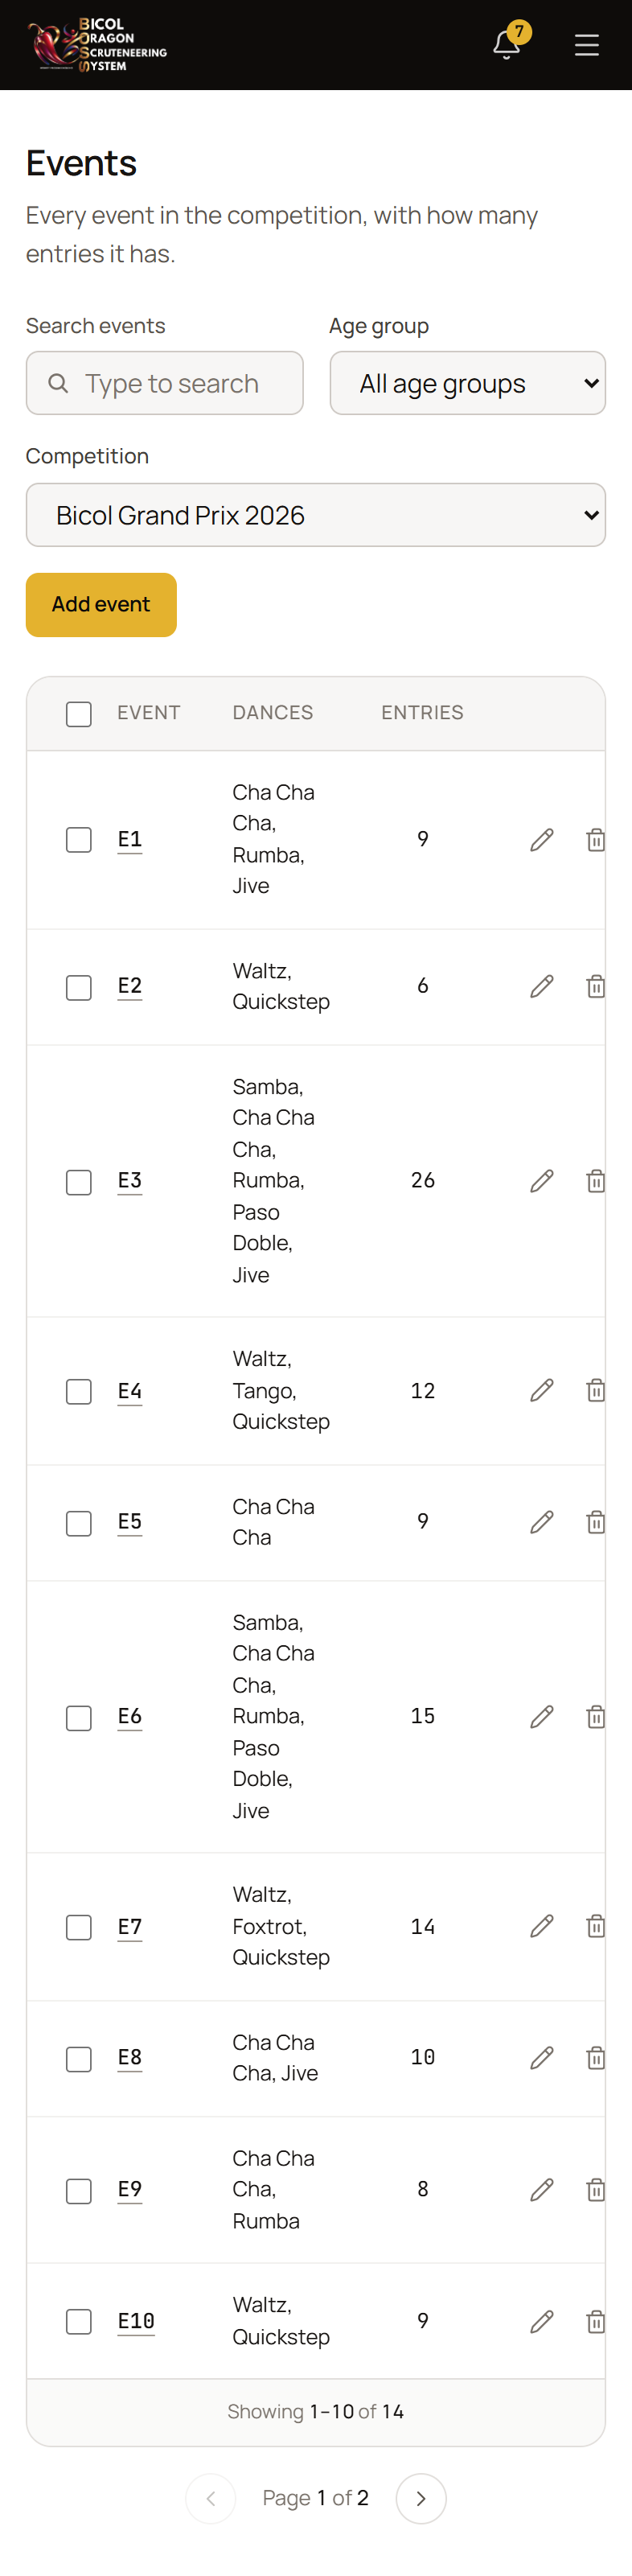 BICOL
DRAGON
SCRUTENEERING
SYSTEM
7
Events
Every event in the competition, with how many
entries it has.
Search events
Age group
Type to search
All age groups
Competition
Bicol Grand Prix 2026
Add event
EVENT DANCES ENTRIES
E1 Cha Cha Cha, Rumba, Jive 9
E2 Waltz, Quickstep 6
E3 Samba, Cha Cha Cha, Rumba, Paso Doble, Jive 26
E4 Waltz, Tango, Quickstep 12
E5 Cha Cha Cha 9
E6 Samba, Cha Cha Cha, Rumba, Paso Doble, Jive 15
E7 Waltz, Foxtrot, Quickstep 14
E8 Cha Cha Cha, Jive 10
E9 Cha Cha Cha, Rumba 8
E10 Waltz, Quickstep 9
Showing 1–10 of 14
Page 1 of 2